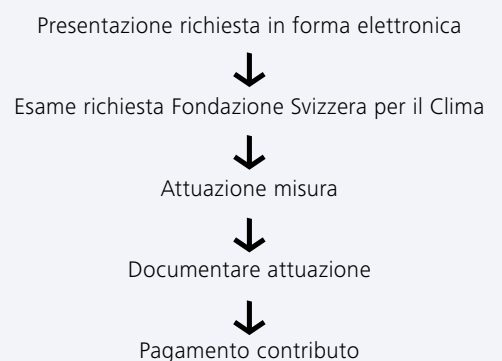 Presentazione richiesta in forma elettronica
Esame richiesta Fondazione Svizzera per il Clima
Attuazione misura
Documentare attuazione
Pagamento contributo